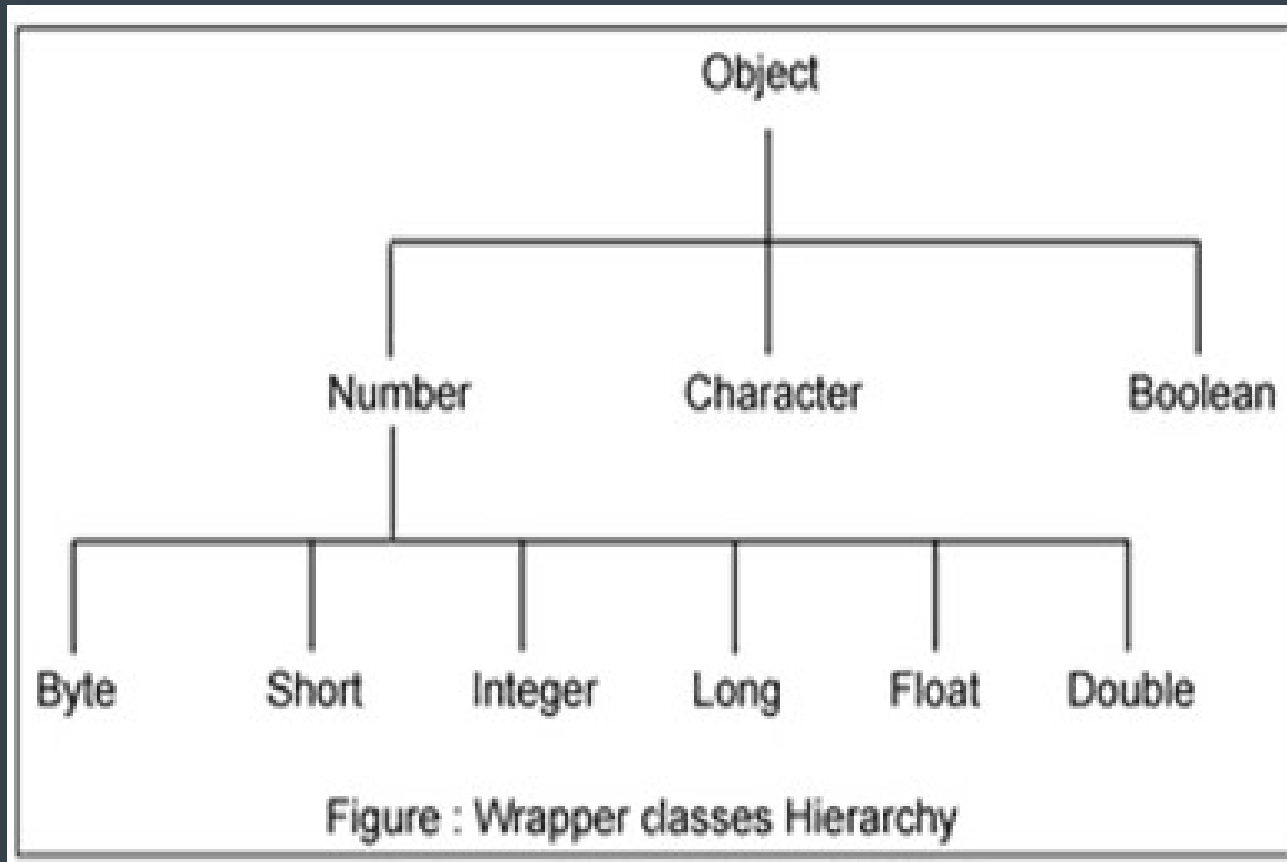 Object
Number Character Boolean
Byte Short Integer Long Float Double
Figure : Wrapper classes Hierarchy